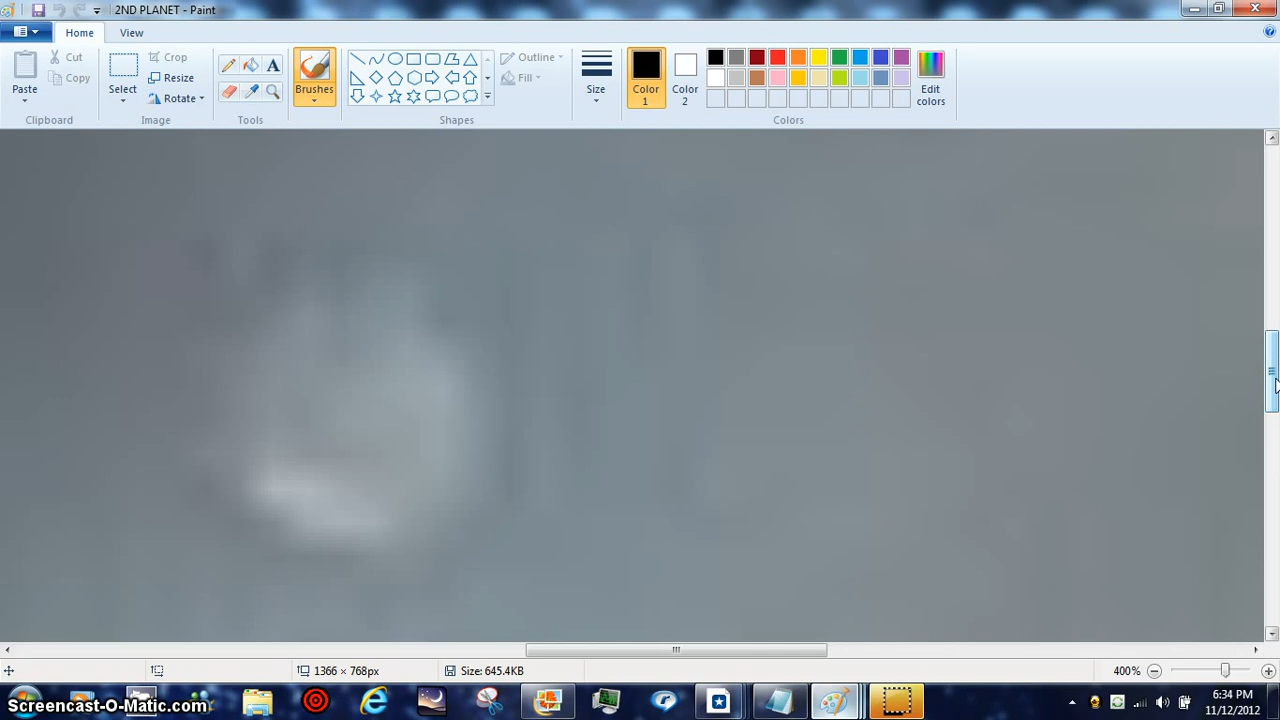 2ND PLANET - Paint
Home View
Paste
Cut
Copy
Clipboard
Select
Crop
Resize
Rotate
Image
A
Tools
Brushes
Outline
Fill
Shapes
Size
Color 1
Color 2
Edit colors
Colors
1366 × 768px
Size: 645.4KB
400%
Screencast-O-Matic.com
6:34 PM
11/12/2012